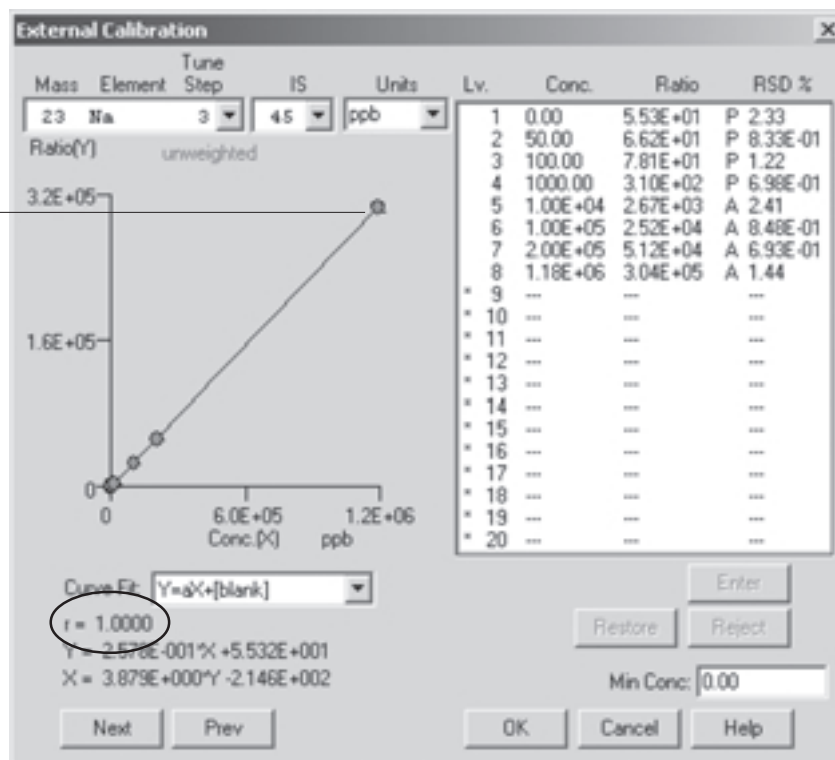 External Calibration
Tune
Mass Element Step IS Units
23 Na 3 45 ppb
Ratio(Y) unweighted
3.2E+05
1.6E+05
0
0 6.0E+05 1.2E+06
Conc.(X) ppb
Lv. Conc. Ratio RSD %
1 0.00 5.53E+01 P 2.33
2 50.00 6.62E+01 P 8.33E-01
3 100.00 7.81E+01 P 1.22
4 1000.00 3.10E+02 P 6.98E-01
5 1.00E+04 2.67E+03 A 2.41
6 1.00E+05 2.52E+04 A 8.48E-01
7 2.00E+05 5.12E+04 A 6.93E-01
8 1.18E+06 3.04E+05 A 1.44
* 9 --- --- ---
* 10 --- --- ---
* 11 --- --- ---
* 12 --- --- ---
* 13 --- --- ---
* 14 --- --- ---
* 15 --- --- ---
* 16 --- --- ---
* 17 --- --- ---
* 18 --- --- ---
* 19 --- --- ---
* 20 --- --- ---
Curve Fit: Y=aX+[blank]
r = 1.0000
Y = 2.578E-001*X +5.532E+001
X = 3.879E+000*Y -2.146E+002
Enter
Restore Reject
Min Conc: 0.00
Next Prev OK Cancel Help